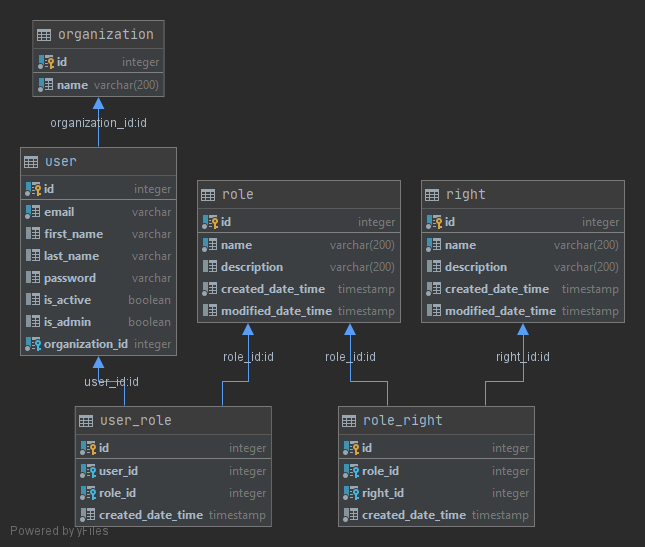 organization
id integer
name varchar(200)
organization_id:id
user
id integer
email varchar
first_name varchar
last_name varchar
password varchar
is_active boolean
is_admin boolean
organization_id integer
role
id integer
name varchar(200)
description varchar(200)
created_date_time timestamp
modified_date_time timestamp
right
id integer
name varchar(200)
description varchar(200)
created_date_time timestamp
modified_date_time timestamp
user_id:id
role_id:id
role_id:id
right_id:id
user_role
id integer
user_id integer
role_id integer
created_date_time timestamp
role_right
id integer
role_id integer
right_id integer
created_date_time timestamp
Powered by yFiles